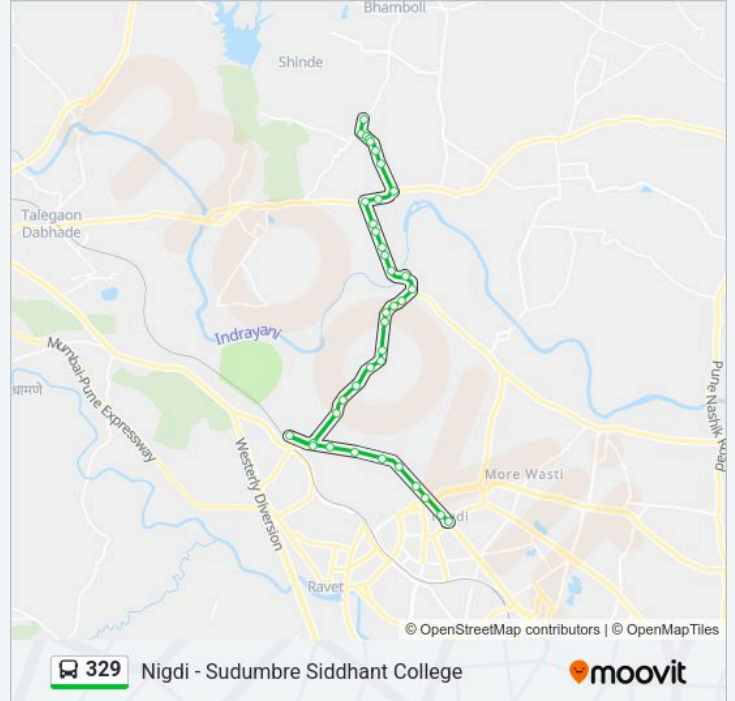 Bhamboli
Shinde
Talegaon
Dabhade
Indrayani
Mumbai-Pune Expressway
धामणे
Westerly Diversion
Pune Nashik Road
More Wasti
Ravet
© OpenStreetMap contributors | © OpenMapTiles
329 Nigdi - Sudumbre Siddhant College
moovit